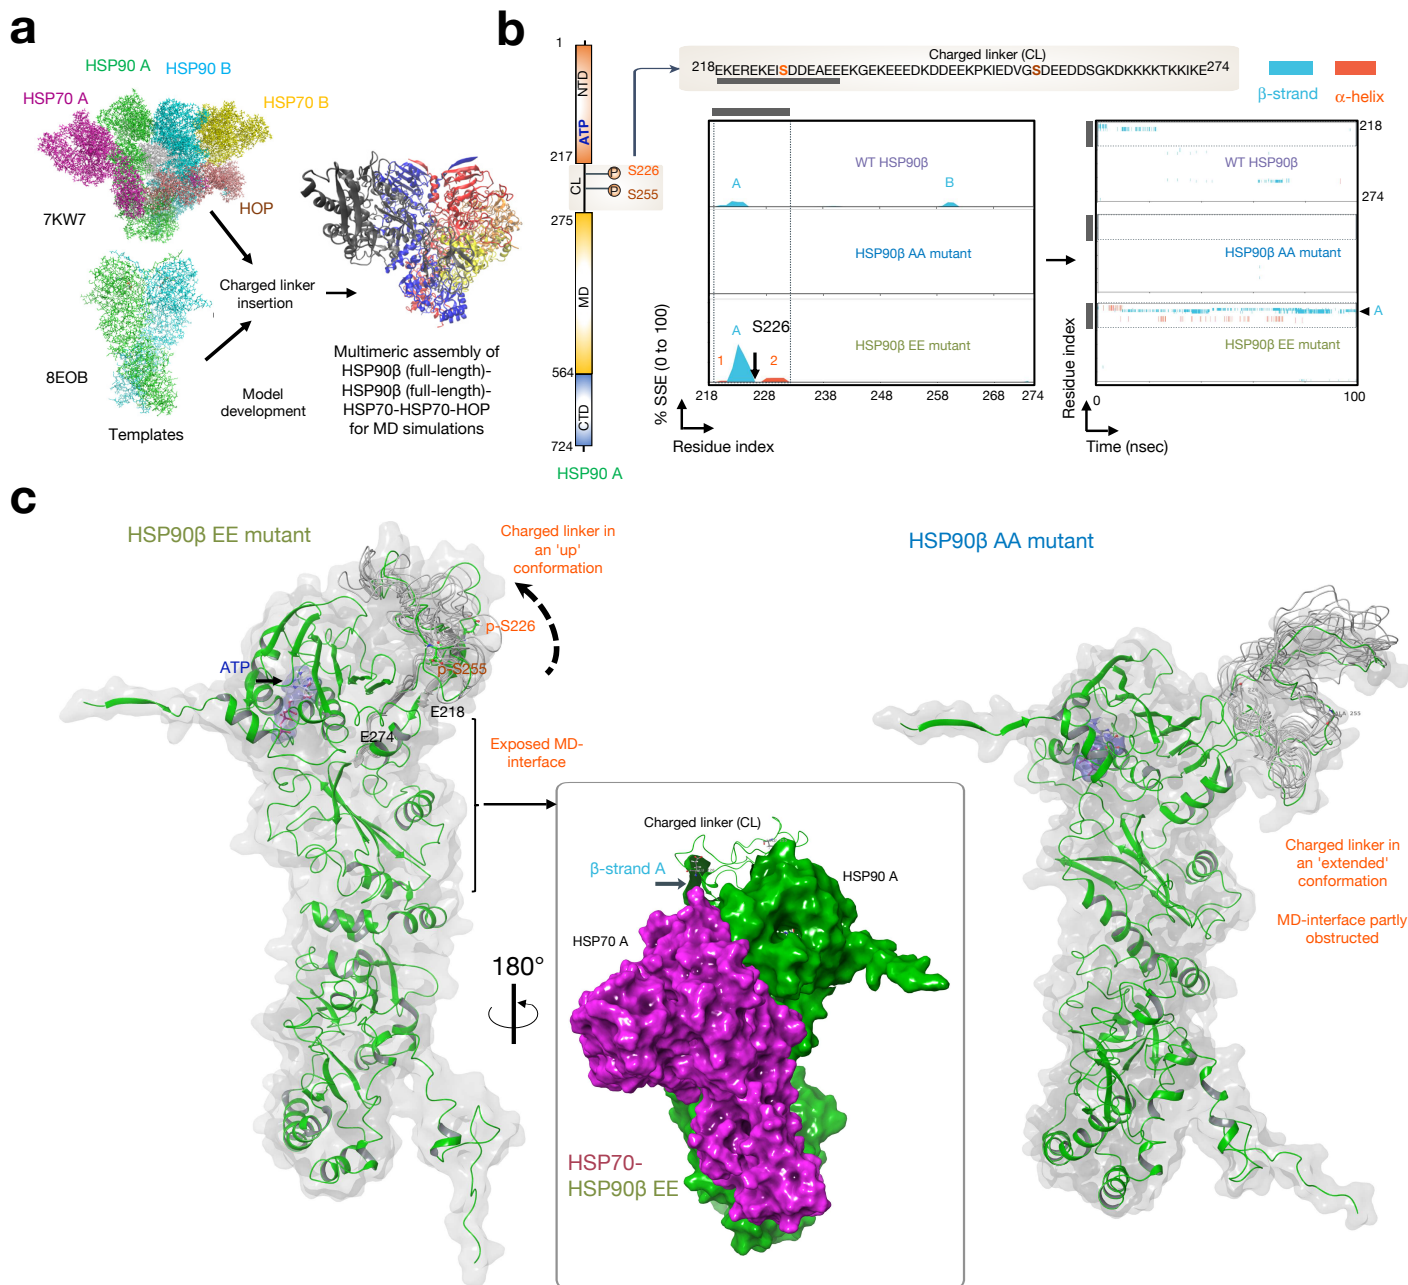 a
HSP90 A
HSP90 B
HSP70 A
HSP70 B
HOP
7KW7
Charged linker
insertion
8EOB
Model
development
Templates
Multimeric assembly of
HSP90β (full-length)-
HSP90β (full-length)-
HSP70-HSP70-HOP
for MD simulations
b
1
NTD
ATP
217
CL
P
S226
P
S255
275
MD
564
CTD
724
HSP90 A
Charged linker (CL)
218EKEREKEISDDEAEEEKGEKEEEDKDDEEKPKIEDVGSDEEDDSGKDKKKKTKKIKE274
β-strand
α-helix
WT HSP90β
A
B
HSP90β AA mutant
A
S226
1
2
HSP90β EE mutant
218
228
238
248
258
268
274
% SSE (0 to 100)
Residue index
218
WT HSP90β
274
HSP90β AA mutant
A
HSP90β EE mutant
0
100
Residue index
Time (nsec)
c
HSP90β EE mutant
Charged linker in
an 'up'
conformation
p-S226
p-S255
ATP
E218
E274
Exposed MD-
interface
Charged linker (CL)
β-strand A
HSP90 A
HSP70 A
180°
HSP70-
HSP90β EE
HSP90β AA mutant
Charged linker in
an 'extended'
conformation
MD-interface partly
obstructed